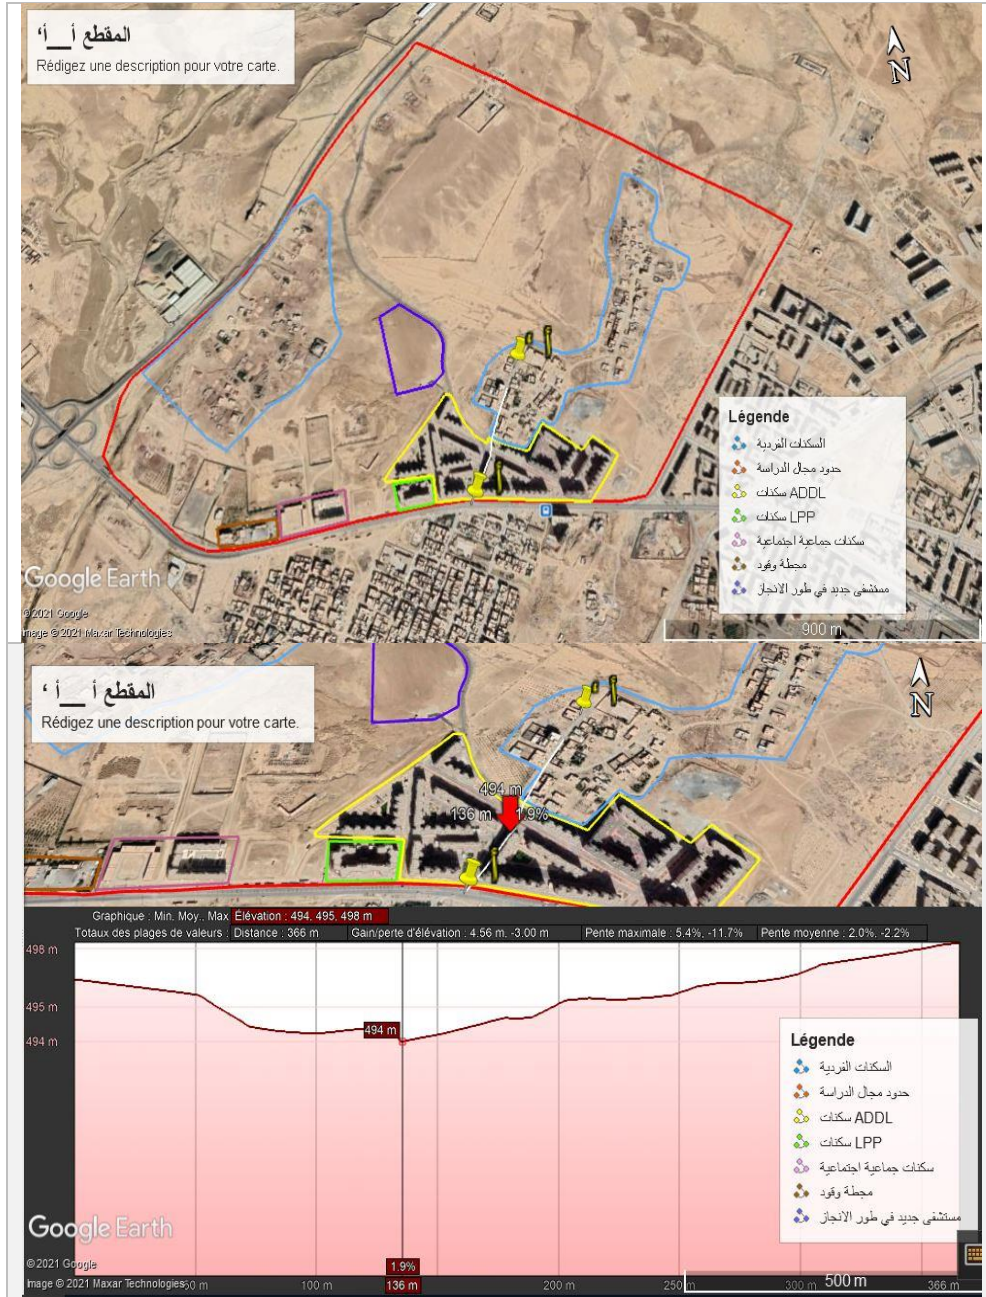 المقطع أ__أ‘
Rédigez une description pour votre carte.
N
Légende
السكنات الفردية
حدود مجال الدراسة
سكنات ADDL
سكنات LPP
سكنات جماعية اجتماعية
محطة وقود
مستشفى جديد في طور الانجاز
Google Earth
©2021 Google
Image © 2021 Maxar Technologies
900 m
المقطع أ__أ‘
Rédigez une description pour votre carte.
N
494 m
136 m 1.9%
Graphique : Min, Moy., Max Élévation : 494, 495, 498 m
Totaux des plages de valeurs : Distance : 366 m Gain/perte d'élévation : 4.56 m, -3.00 m Pente maximale : 5.4%, -11.7% Pente moyenne : 2.0%, -2.2%
498 m
495 m
494 m
494 m
Légende
السكنات الفردية
حدود مجال الدراسة
سكنات ADDL
سكنات LPP
سكنات جماعية اجتماعية
محطة وقود
مستشفى جديد في طور الانجاز
Google Earth
©2021 Google
1.9%
Image © 2021 Maxar Technologies
50 m 100 m 136 m 200 m 250 m 300 m 366 m
500 m